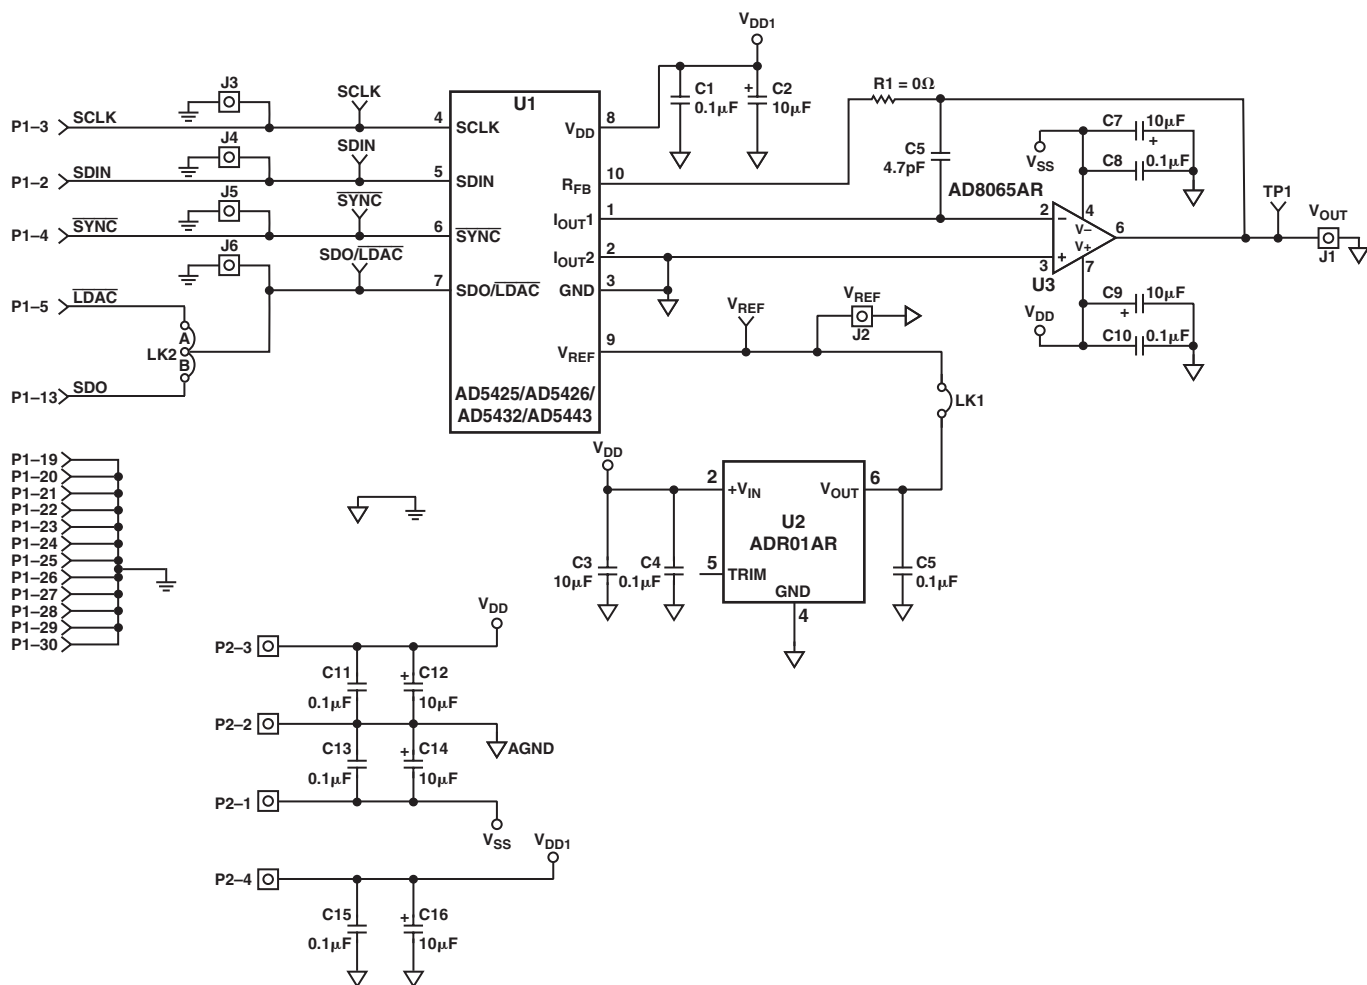 VDD1
J3
SCLK
P1–3
SCLK
4
SCLK
U1
VDD
8
C1
0.1µF
+
C2
10µF
R1 = 0Ω
J4
SDIN
P1–2
SDIN
5
SDIN
RFB
10
C5
4.7pF
VSS
C7
10µF
+
C8
0.1µF
J5
SYNC
P1–4
SYNC
6
SYNC
IOUT1
1
AD8065AR
2
–
4
V–
V+
6
+
3
7
U3
TP1
VOUT
J1
J6
SDO/LDAC
7
SDO/LDAC
IOUT2
2
GND
3
P1–5
LDAC
A
LK2
B
P1–13
SDO
VREF
9
VREF
VREF
J2
VDD
C9
10µF
+
C10
0.1µF
AD5425/AD5426/
AD5432/AD5443
LK1
P1–19
P1–20
P1–21
P1–22
P1–23
P1–24
P1–25
P1–26
P1–27
P1–28
P1–29
P1–30
VDD
2
+VIN
VOUT
6
U2
ADR01AR
5
TRIM
GND
4
C3
10µF
C4
0.1µF
C5
0.1µF
VDD
P2–3
C11
0.1µF
+
C12
10µF
P2–2
AGND
C13
0.1µF
+
C14
10µF
P2–1
VSS
VDD1
P2–4
C15
0.1µF
+
C16
10µF